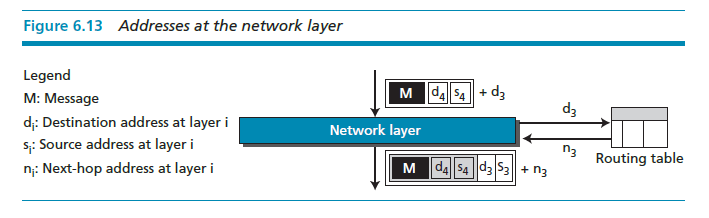 Figure 6.13 Addresses at the network layer
Legend
M: Message
dᵢ: Destination address at layer i
sᵢ: Source address at layer i
nᵢ: Next-hop address at layer i
M d₄ s₄ + d₃
Network layer
M d₄ s₄ d₃ S₃ + n₃
d₃
n₃
Routing table